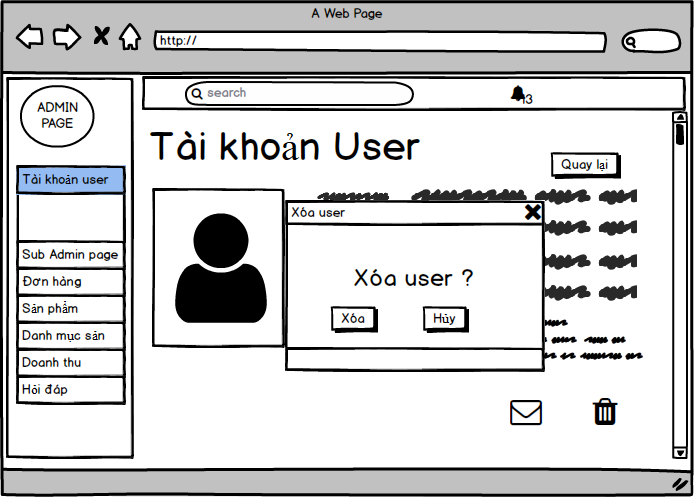 A Web Page
http://
search
13
ADMIN
PAGE
Tài khoản User
Quay lại
Tài khoản user
Xóa user
Xóa user ?
Xóa
Hủy
Sub Admin page
Đơn hàng
Sản phẩm
Danh mục sản
Doanh thu
Hỏi đáp